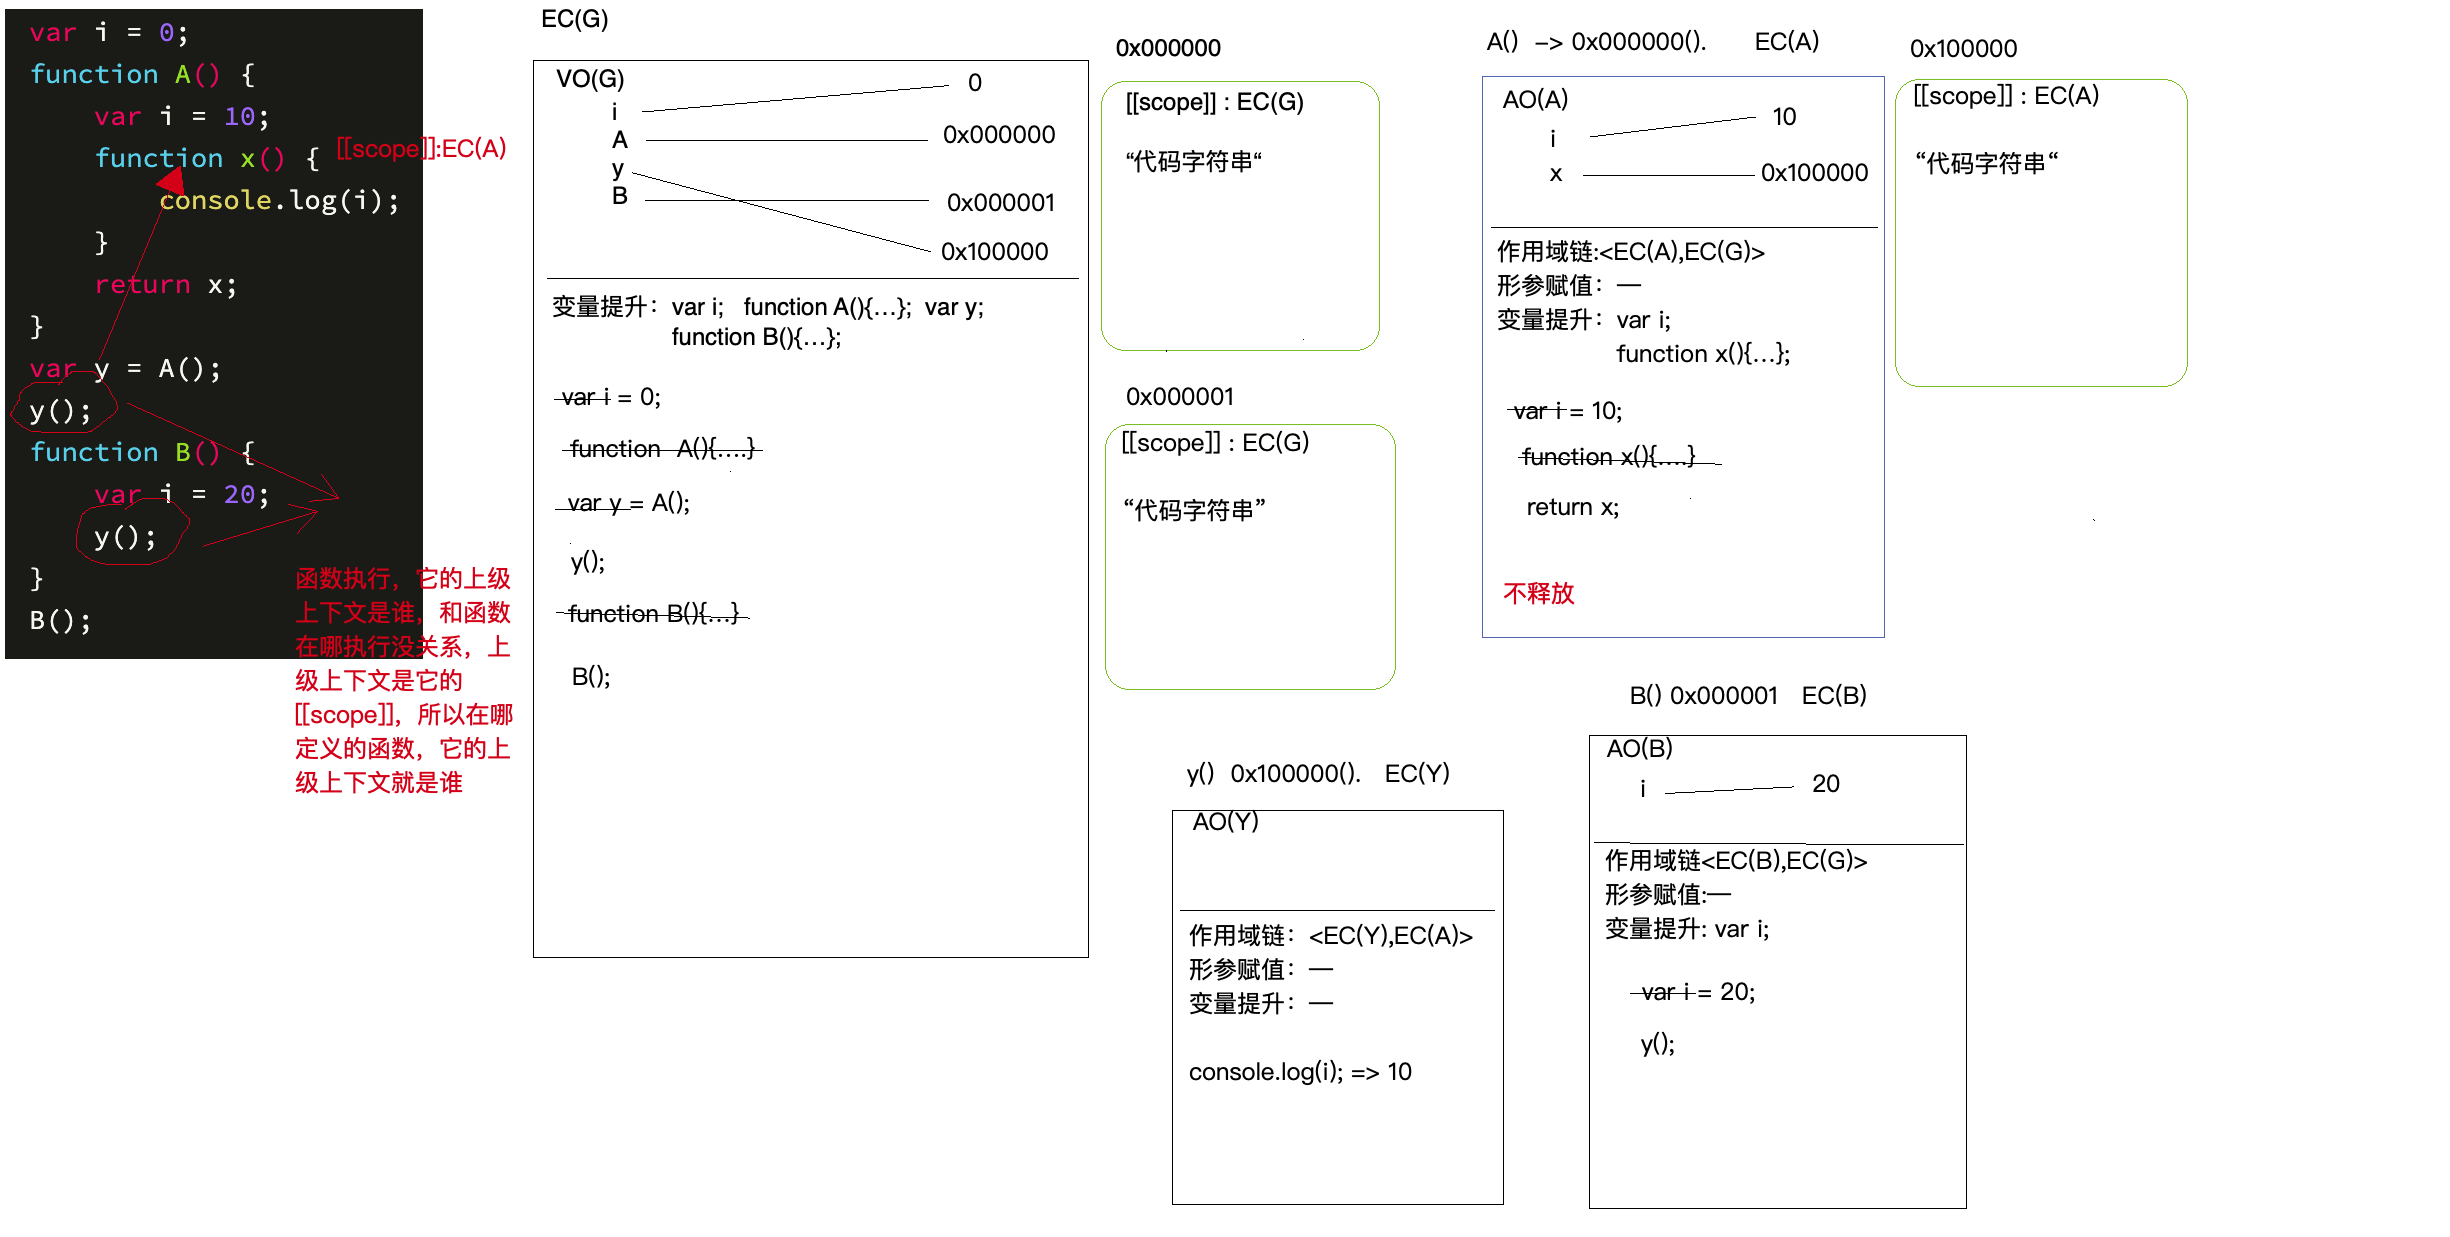 var i = 0;
function A() {
var i = 10;
function x() {
console.log(i);
}
return x;
}
var y = A();
y();
function B() {
var i = 20;
y();
}
B();
[[scope]]:EC(A)
函数执行，它的上级
上下文是谁，和函数
在哪执行没关系，上
级上下文是它的
[[scope]]，所以在哪
定义的函数，它的上
级上下文就是谁
EC(G)
VO(G)
i
0
A
0x000000
y
B
0x000001
0x100000
变量提升： var i; function A(){...}; var y;
function B(){...};
var i = 0;
function A(){....}
var y = A();
y();
function B(){...}
B();
0x000000
[[scope]] : EC(G)
“代码字符串“
0x000001
[[scope]] : EC(G)
“代码字符串”
A() –> 0x000000(). EC(A)
AO(A)
i
10
x
0x100000
作用域链:<EC(A),EC(G)>
形参赋值：—
变量提升：var i;
function x(){...};
var i = 10;
function x(){....}
return x;
不释放
0x100000
[[scope]] : EC(A)
“代码字符串“
y() 0x100000(). EC(Y)
AO(Y)
作用域链：<EC(Y),EC(A)>
形参赋值：—
变量提升：—
console.log(i); => 10
B() 0x000001 EC(B)
AO(B)
i
20
作用域链<EC(B),EC(G)>
形参赋值:—
变量提升: var i;
var i = 20;
y();